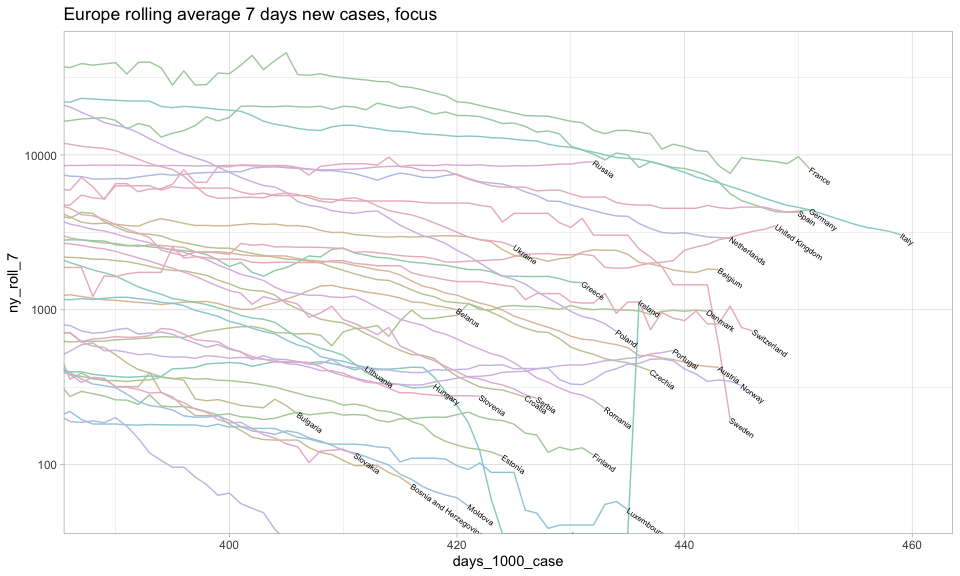 Europe rolling average 7 days new cases, focus
ny_roll_7
10000
1000
100
Russia
France
Germany
Spain
Italy
United Kingdom
Netherlands
Ukraine
Belgium
Greece
Ireland
Belarus
Denmark
Switzerland
Poland
Portugal
Czechia
Austria
Norway
Lithuania
Hungary
Slovenia
Croatia
Serbia
Romania
Sweden
Bulgaria
Slovakia
Estonia
Finland
Bosnia and Herzegovina
Moldova
Luxembourg
400
420
440
460
days_1000_case